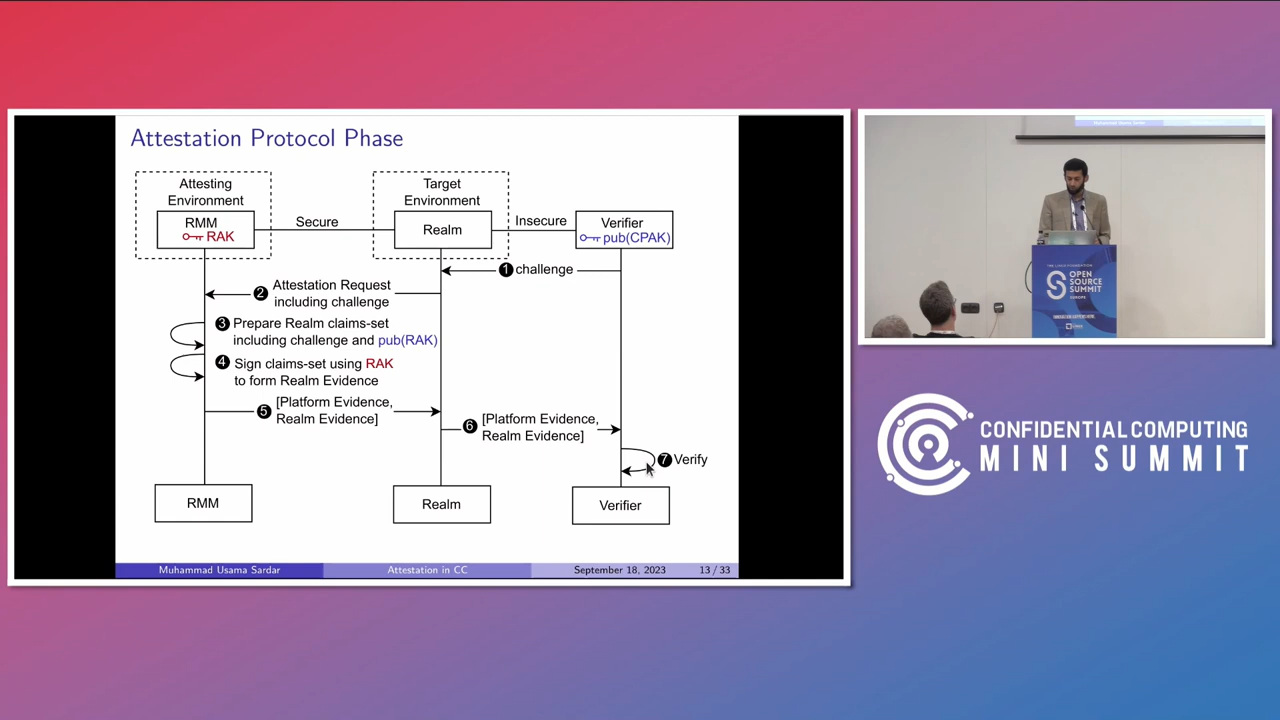 Attestation Protocol Phase
Attesting
Environment
RMM
RAK
Secure
Target
Environment
Realm
Insecure
Verifier
pub(CPAK)
1 challenge
2 Attestation Request
including challenge
3 Prepare Realm claims-set
including challenge and pub(RAK)
4 Sign claims-set using RAK
to form Realm Evidence
5 [Platform Evidence,
Realm Evidence]
6 [Platform Evidence,
Realm Evidence]
7 Verify
RMM
Realm
Verifier
Muhammad Usama Sardar
Attestation in CC
September 18, 2023
13 / 33
THE LINUX FOUNDATION
OPEN
SOURCE
SUMMIT
EUROPE
CONFIDENTIAL COMPUTING
MINI SUMMIT